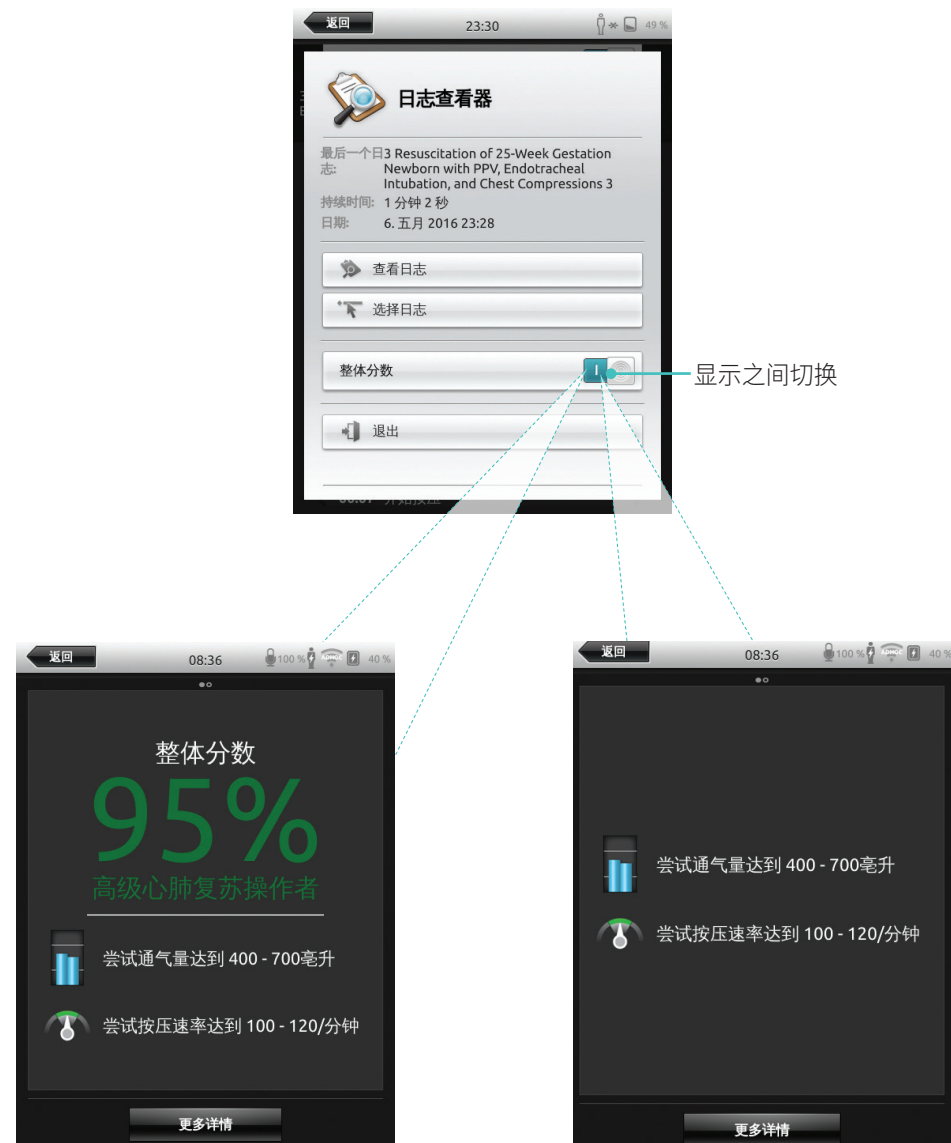 返回
23:30
49 %
日志查看器
最后一个日志:
3 Resuscitation of 25-Week Gestation
Newborn with PPV, Endotracheal
Intubation, and Chest Compressions 3
持续时间: 1 分钟 2 秒
日期: 6. 五月 2016 23:28
查看日志
选择日志
整体分数
I
显示之间切换
退出
返回
08:36
100 %
40 %
整体分数
95%
高级心肺复苏操作者
尝试通气量达到 400 - 700毫升
尝试按压速率达到 100 - 120/分钟
更多详情
返回
08:36
100 %
40 %
尝试通气量达到 400 - 700毫升
尝试按压速率达到 100 - 120/分钟
更多详情